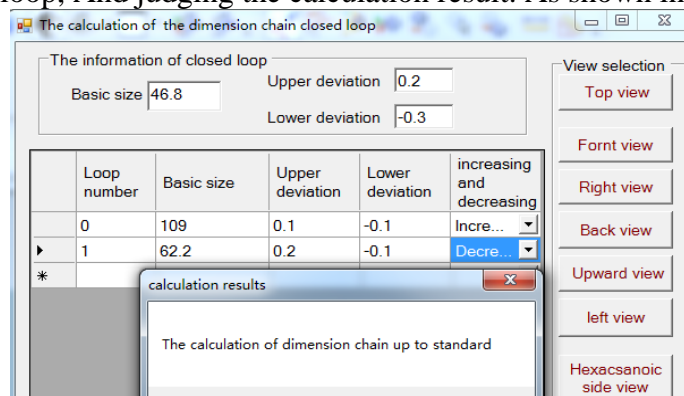 loop, And judging the calculation result. As shown in
The calculation of the dimension chain closed loop
The information of closed loop
Basic size 46.8
Upper deviation 0.2
Lower deviation -0.3
View selection
Top view
Fornt view
Right view
Back view
Upward view
left view
Hexacsanoic
side view
Loop number Basic size Upper deviation Lower deviation increasing and decreasing
0 109 0.1 -0.1 Incre...
1 62.2 0.2 -0.1 Decre...
*
calculation results
The calculation of dimension chain up to standard